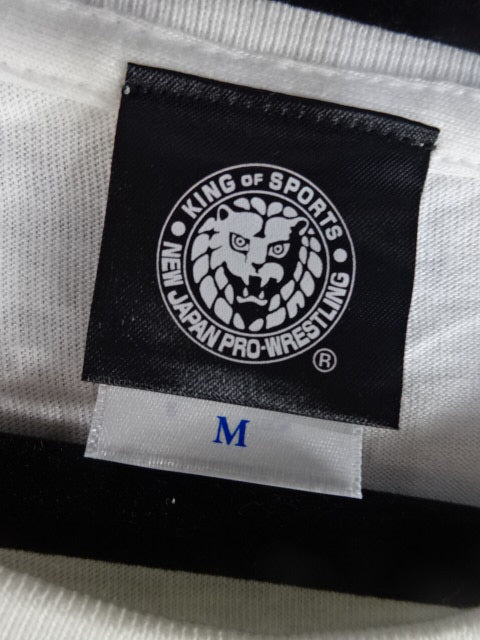 KING OF SPORTS
NEW JAPAN PRO-WRESTLING
®
M